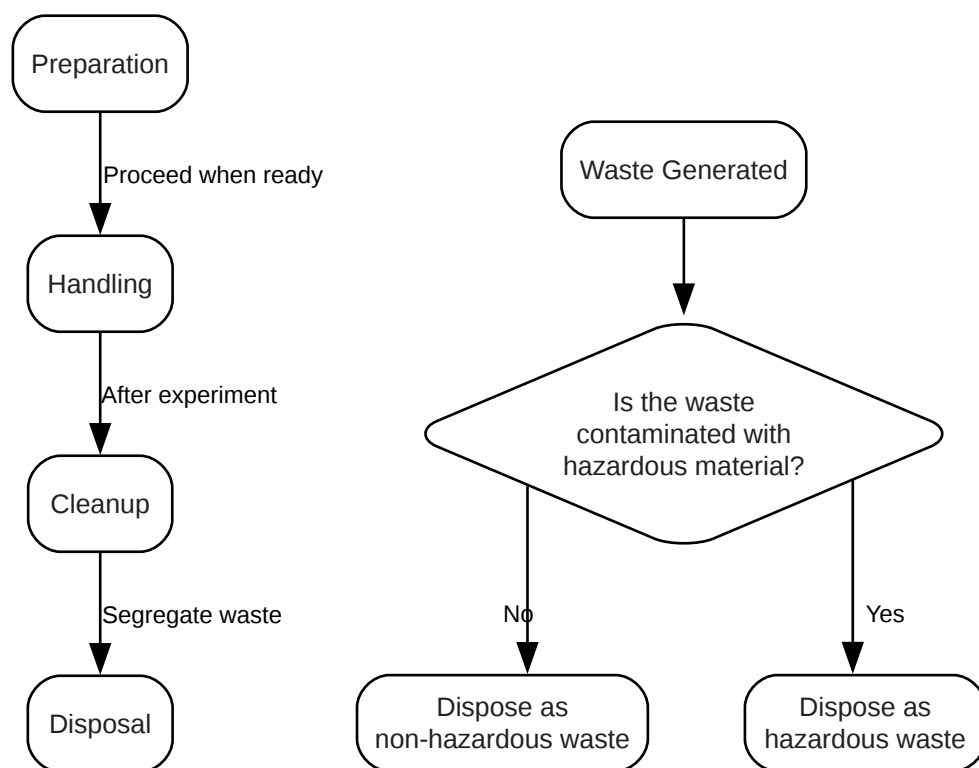 Preparation
Proceed when ready
Handling
After experiment
Cleanup
Segregate waste
Disposal
Waste Generated
Is the waste
contaminated with
hazardous material?
No
Yes
Dispose as
non-hazardous waste
Dispose as
hazardous waste